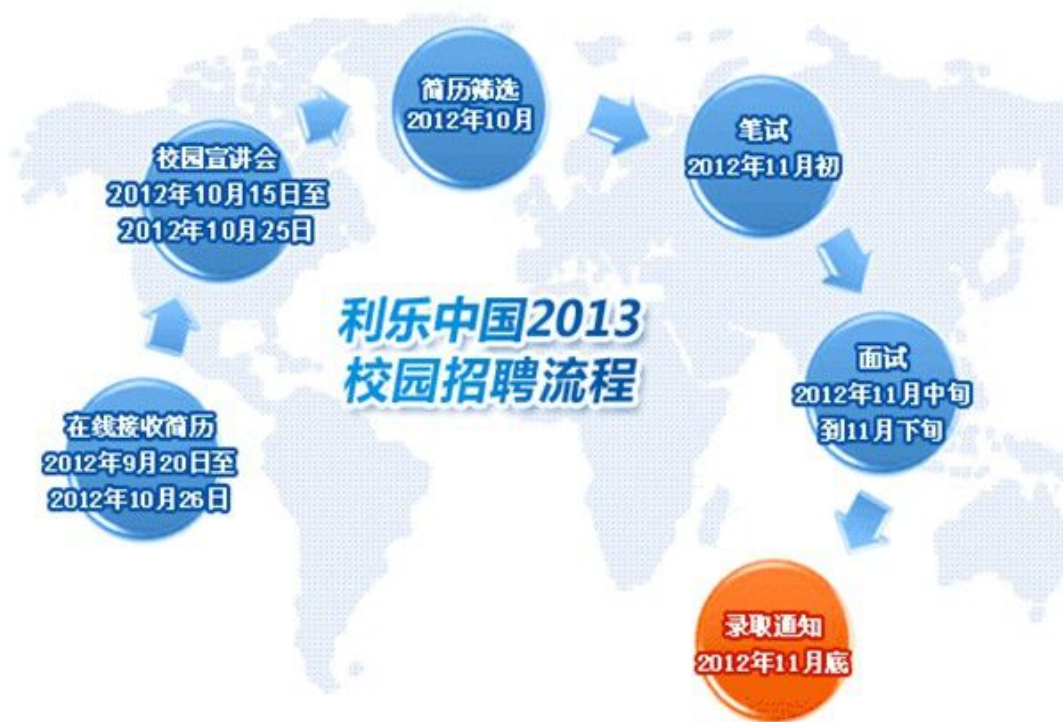 利乐中国2013
校园招聘流程
在线接收简历
2012年9月20日至
2012年10月26日
校园宣讲会
2012年10月15日至
2012年10月25日
简历筛选
2012年10月
笔试
2012年11月初
面试
2012年11月中旬
到11月下旬
录取通知
2012年11月底